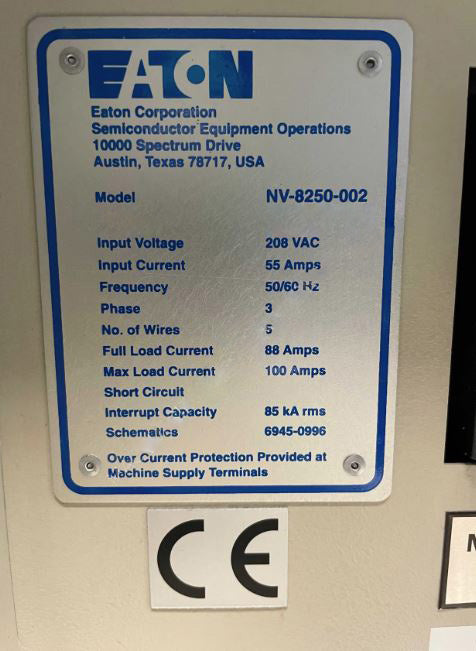 EATON
Eaton Corporation
Semiconductor Equipment Operations
10000 Spectrum Drive
Austin, Texas 78717, USA
Model NV-8250-002
Input Voltage 208 VAC
Input Current 55 Amps
Frequency 50/60 Hz
Phase 3
No. of Wires 5
Full Load Current 88 Amps
Max Load Current 100 Amps
Short Circuit
Interrupt Capacity 85 kA rms
Schematics 6945-0996
Over Current Protection Provided at
Machine Supply Terminals
CE